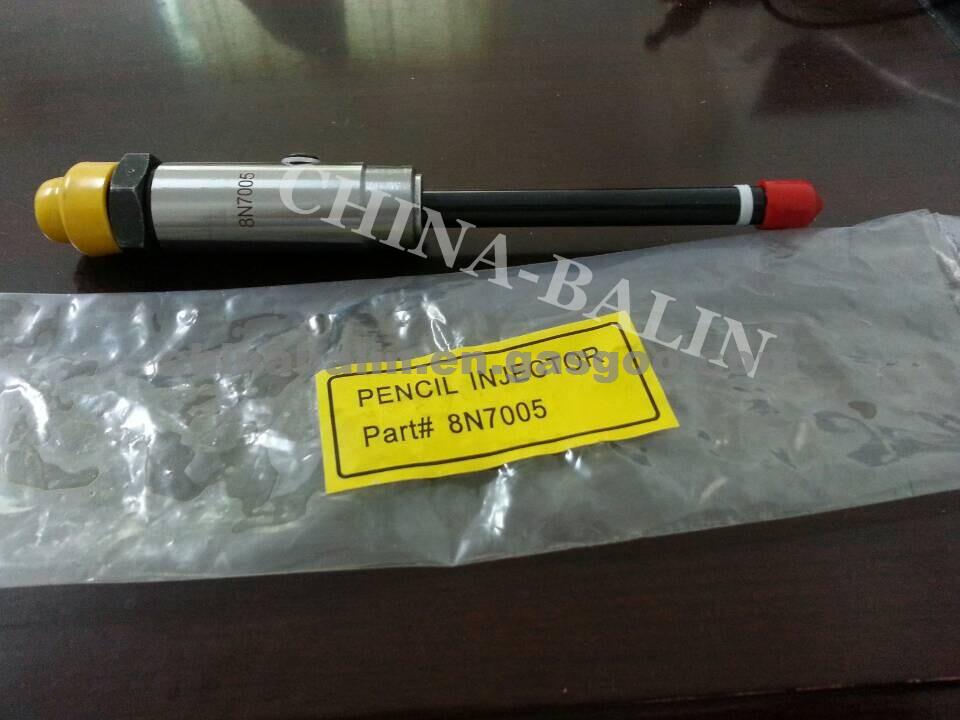 8N7005
CHINA-BALIN
PENCIL INJECTOR
Part# 8N7005